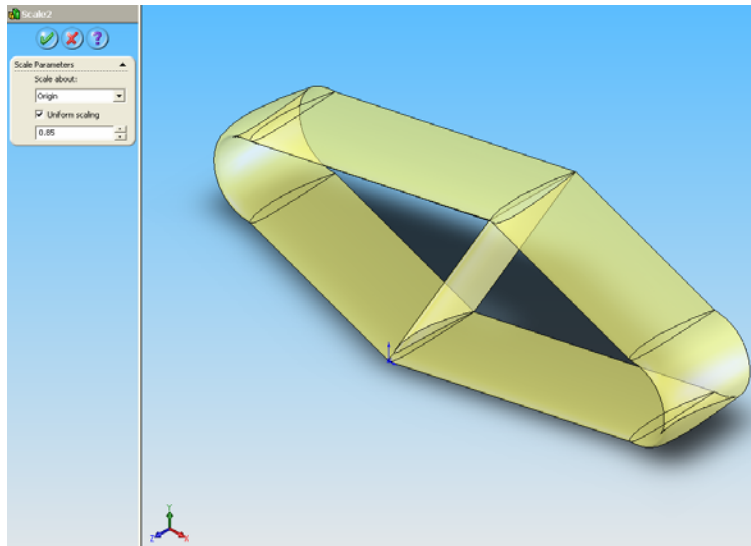 Scale2
Scale Parameters
Scale about:
Origin
Uniform scaling
0.85
Y
Z
X